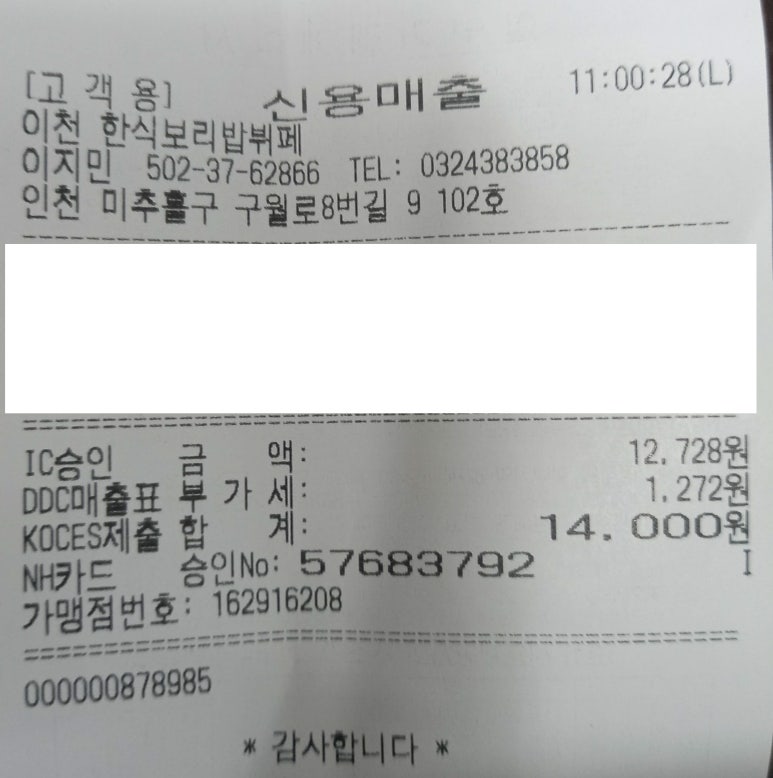 [고 객 용] 신용매출 11:00:28(L)
이천 한식보리밥뷔페
이지민 502-37-62866 TEL: 0324383858
인천 미추홀구 구월로8번길 9 102호
IC승인 금 액: 12,728원
DDC매출표 부 가 세: 1,272원
KOCES제출 합 계: 14,000원
NH카드 승인No: 57683792 I
가맹점번호: 162916208
000000878985
* 감사합니다 *